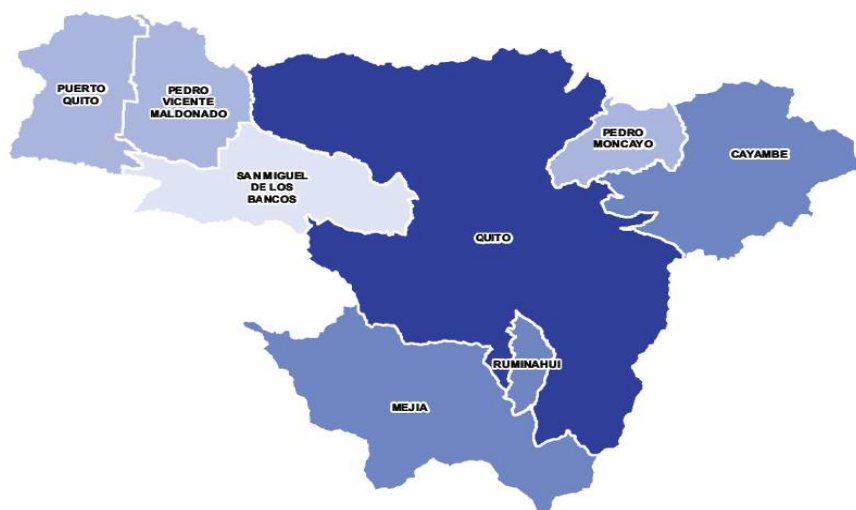 PUERTO
QUITO
PEDRO
VICENTE
MALDONADO
SAN MIGUEL
DE LOS
BANCOS
PEDRO
MONCAYO
CAYAMBE
QUITO
RUMINAHUI
MEJIA